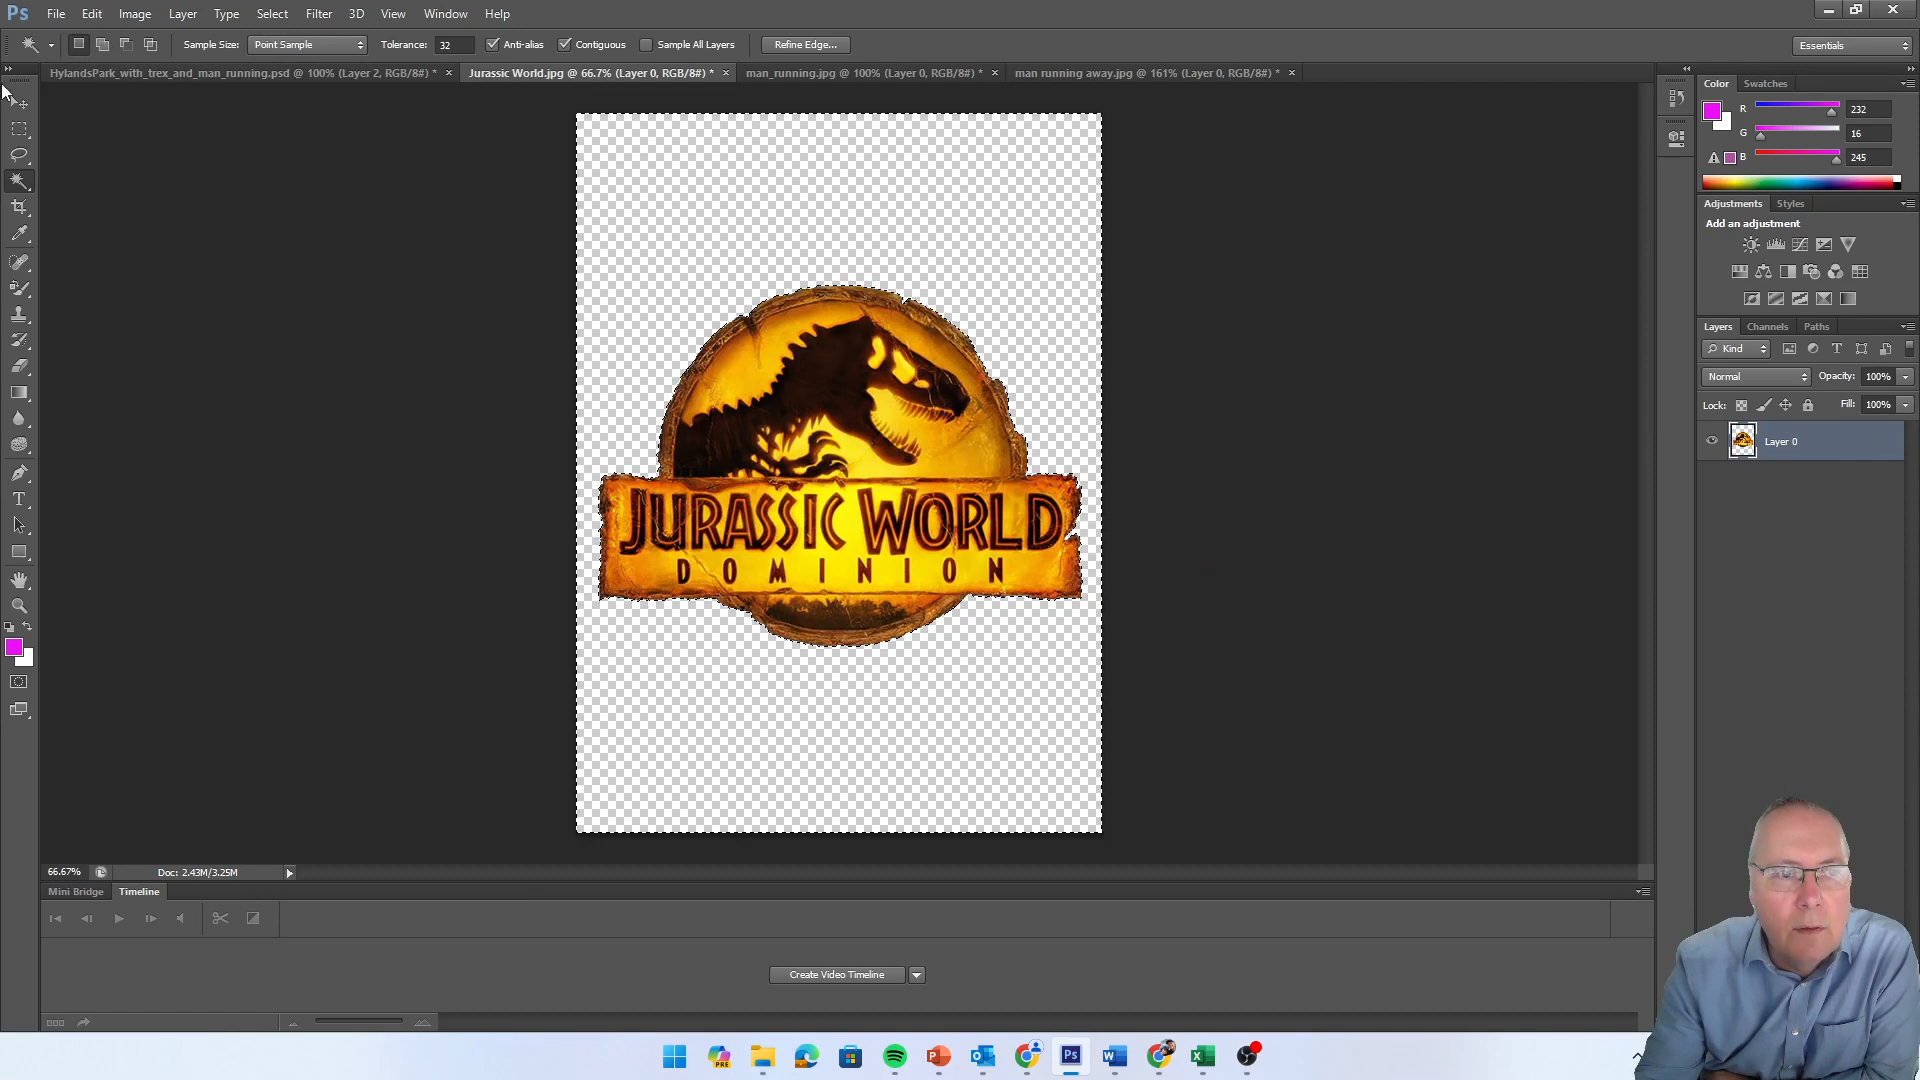 Ps File Edit Image Layer Type Select Filter 3D View Window Help
Sample Size: Point Sample Tolerance: 32 Anti-alias Contiguous Sample All Layers Refine Edge... Essentials
HylandsPark_with_trex_and_man_running.psd @ 100% (Layer 2, RGB/8#) * Jurassic World.jpg @ 66.7% (Layer 0, RGB/8#) * man_running.jpg @ 100% (Layer 0, RGB/8#) * man running away.jpg @ 161% (Layer 0, RGB/8#) *
Color Swatches
R 232
G 16
B 245
Adjustments Styles
Add an adjustment
Layers Channels Paths
Kind
Normal Opacity: 100%
Lock: Fill: 100%
Layer 0
JURASSIC WORLD
DOMINION
66.67% Doc: 2.43M/3.25M
Mini Bridge Timeline
Create Video Timeline
PRE
Ps